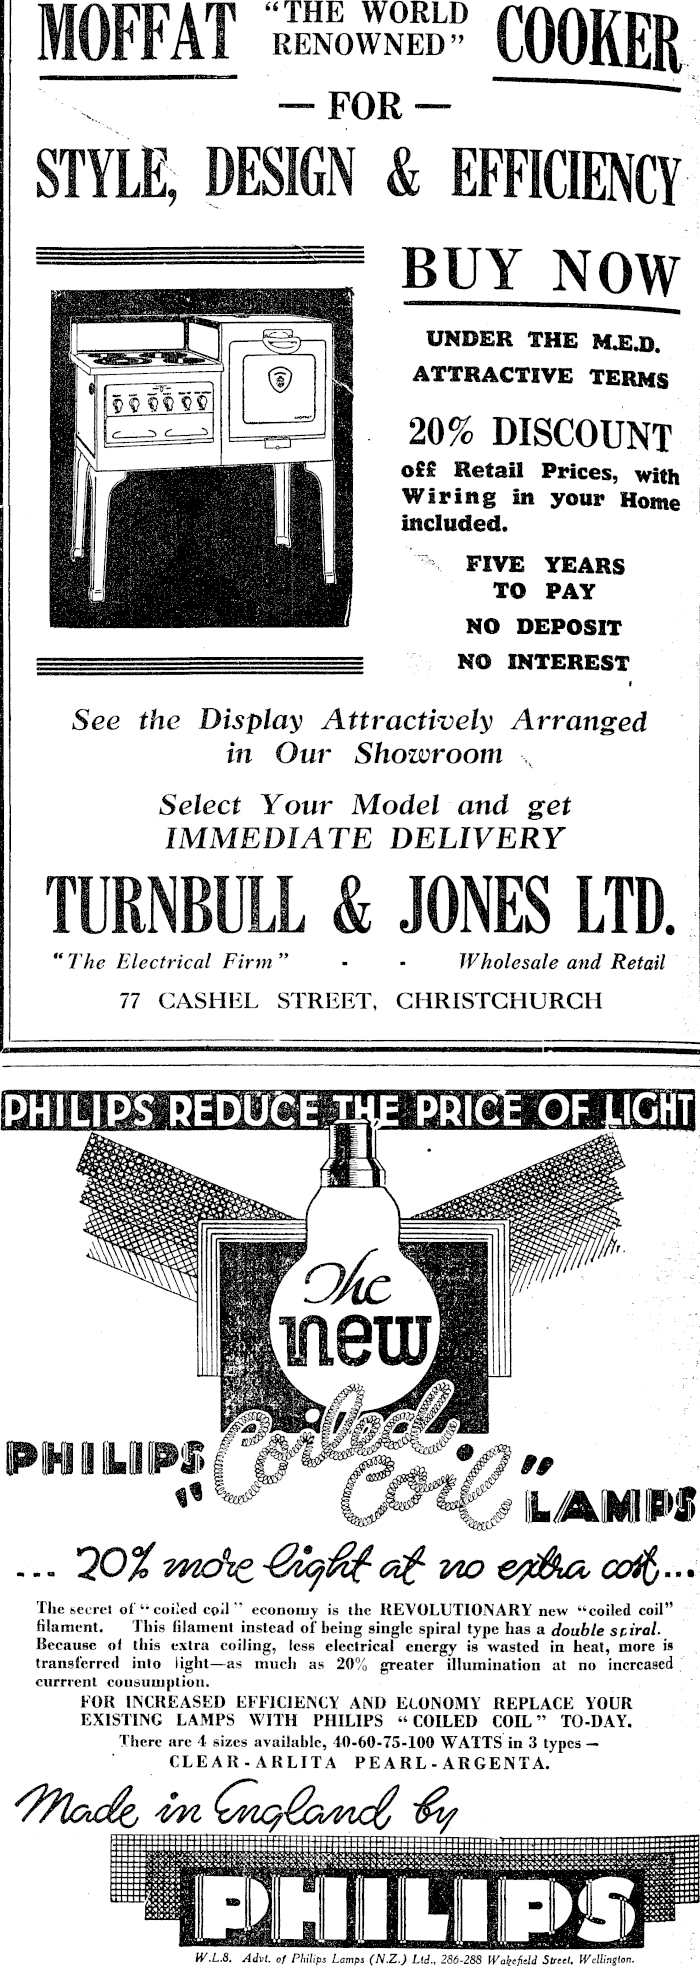 MOFFAT "THE WORLD RENOWNED" COOKER
— FOR —
STYLE, DESIGN & EFFICIENCY
MOFFAT
BUY NOW
UNDER THE M.E.D.
ATTRACTIVE TERMS
20% DISCOUNT
off Retail Prices, with
Wiring in your Home
included.
FIVE YEARS
TO PAY
NO DEPOSIT
NO INTEREST
See the Display Attractively Arranged
in Our Showroom
Select Your Model and get
IMMEDIATE DELIVERY
TURNBULL & JONES LTD.
"The Electrical Firm" - - Wholesale and Retail
77 CASHEL STREET, CHRISTCHURCH
PHILIPS REDUCE THE PRICE OF LIGHT
The
new
PHILIPS "Coiled
Coil" LAMPS
... 20% more light at no extra cost...
The secret of "coiled coil" economy is the REVOLUTIONARY new "coiled coil"
filament. This filament instead of being single spiral type has a double spiral.
Because of this extra coiling, less electrical energy is wasted in heat, more is
transferred into light—as much as 20% greater illumination at no increased
currrent consumption.
FOR INCREASED EFFICIENCY AND ECONOMY REPLACE YOUR
EXISTING LAMPS WITH PHILIPS "COILED COIL" TO-DAY.
There are 4 sizes available, 40-60-75-100 WATTS in 3 types —
CLEAR-ARLITA PEARL-ARGENTA.
Made in England by
PHILIPS
W.L.8. Advt. of Philips Lamps (N.Z.) Ltd., 286-288 Wakefield Street, Wellington.